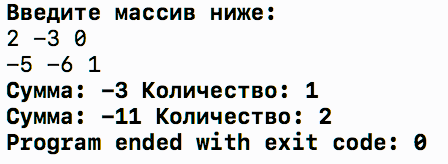 Введите массив ниже:
2 -3 0
-5 -6 1
Сумма: -3 Количество: 1
Сумма: -11 Количество: 2
Program ended with exit code: 0